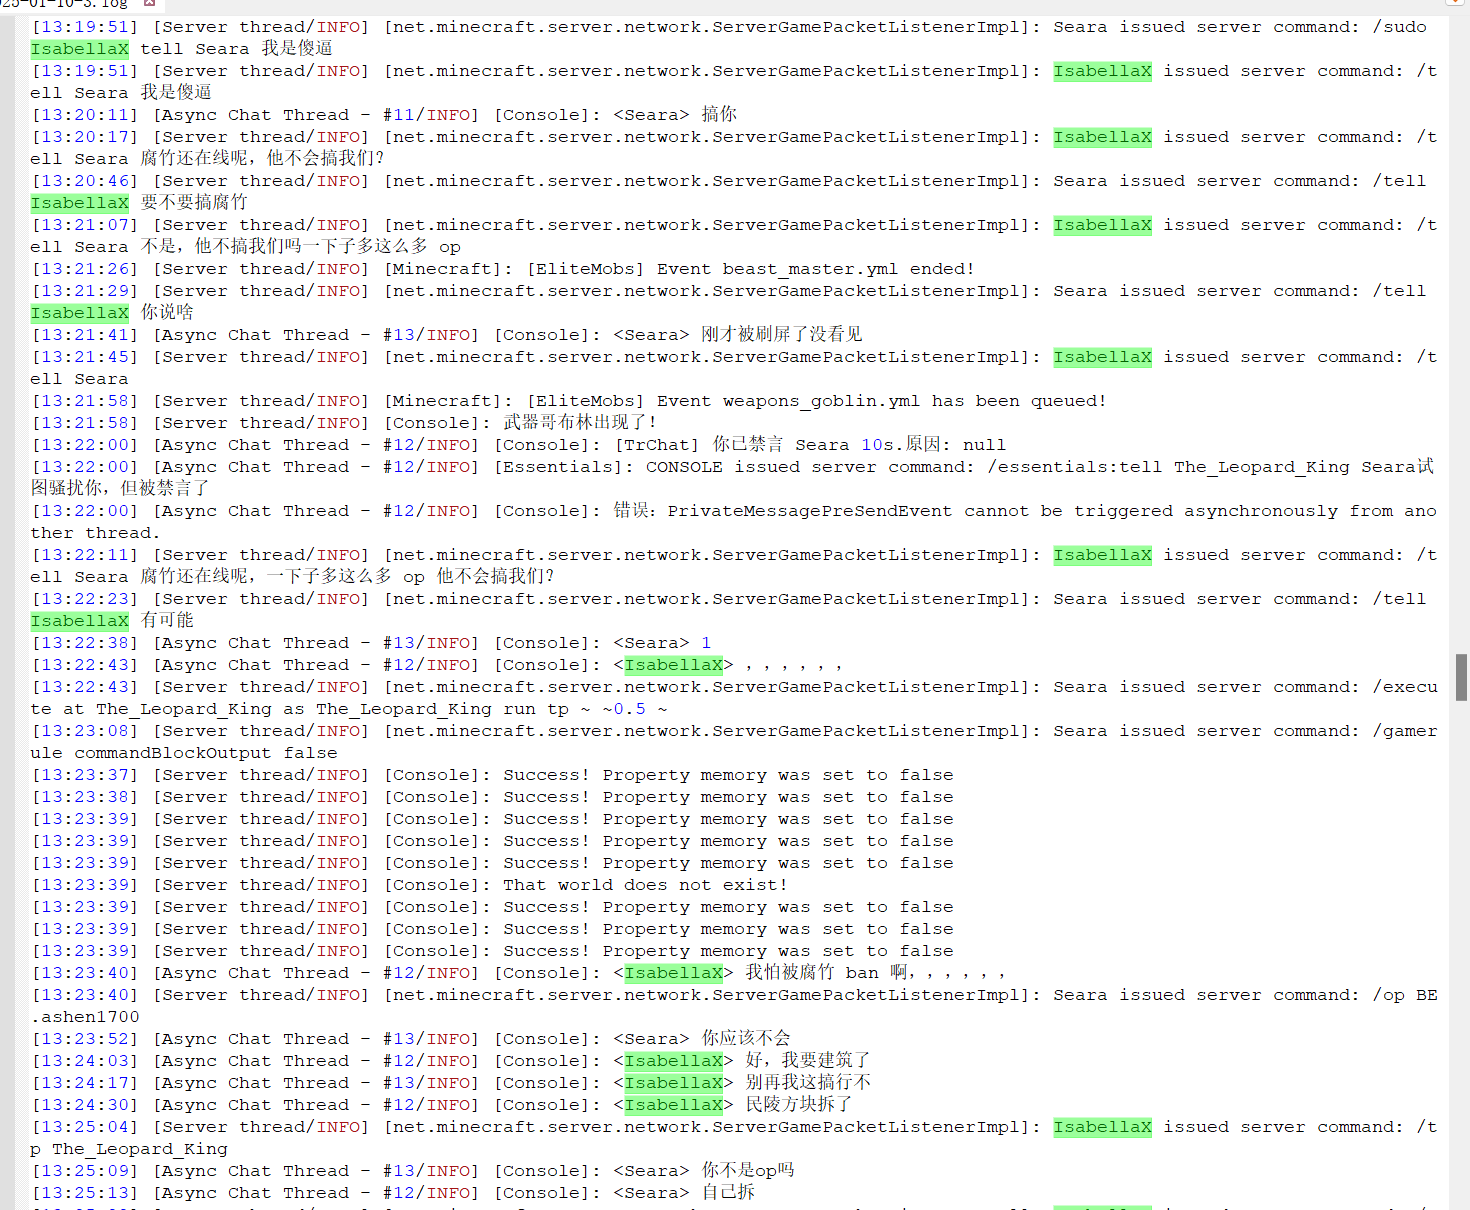 025-01-10-3.log
[13:19:51] [Server thread/INFO] [net.minecraft.server.network.ServerGamePacketListenerImpl]: Seara issued server command: /sudo
IsabellaX tell Seara 我是傻逼
[13:19:51] [Server thread/INFO] [net.minecraft.server.network.ServerGamePacketListenerImpl]: IsabellaX issued server command: /t
ell Seara 我是傻逼
[13:20:11] [Async Chat Thread - #11/INFO] [Console]: <Seara> 搞你
[13:20:17] [Server thread/INFO] [net.minecraft.server.network.ServerGamePacketListenerImpl]: IsabellaX issued server command: /t
ell Seara 腐竹还在线呢，他不会搞我们？
[13:20:46] [Server thread/INFO] [net.minecraft.server.network.ServerGamePacketListenerImpl]: Seara issued server command: /tell
IsabellaX 要不要搞腐竹
[13:21:07] [Server thread/INFO] [net.minecraft.server.network.ServerGamePacketListenerImpl]: IsabellaX issued server command: /t
ell Seara 不是，他不搞我们吗一下子多这么多 op
[13:21:26] [Server thread/INFO] [Minecraft]: [EliteMobs] Event beast_master.yml ended!
[13:21:29] [Server thread/INFO] [net.minecraft.server.network.ServerGamePacketListenerImpl]: Seara issued server command: /tell
IsabellaX 你说啥
[13:21:41] [Async Chat Thread - #13/INFO] [Console]: <Seara> 刚才被刷屏了没看见
[13:21:45] [Server thread/INFO] [net.minecraft.server.network.ServerGamePacketListenerImpl]: IsabellaX issued server command: /t
ell Seara
[13:21:58] [Server thread/INFO] [Minecraft]: [EliteMobs] Event weapons_goblin.yml has been queued!
[13:21:58] [Server thread/INFO] [Console]: 武器哥布林出现了！
[13:22:00] [Async Chat Thread - #12/INFO] [Console]: [TrChat] 你已禁言 Seara 10s.原因: null
[13:22:00] [Async Chat Thread - #12/INFO] [Essentials]: CONSOLE issued server command: /essentials:tell The_Leopard_King Seara试
图骚扰你，但被禁言了
[13:22:00] [Async Chat Thread - #12/INFO] [Console]: 错误：PrivateMessagePreSendEvent cannot be triggered asynchronously from ano
ther thread.
[13:22:11] [Server thread/INFO] [net.minecraft.server.network.ServerGamePacketListenerImpl]: IsabellaX issued server command: /t
ell Seara 腐竹还在线呢，一下子多这么多 op 他不会搞我们？
[13:22:23] [Server thread/INFO] [net.minecraft.server.network.ServerGamePacketListenerImpl]: Seara issued server command: /tell
IsabellaX 有可能
[13:22:38] [Async Chat Thread - #13/INFO] [Console]: <Seara> 1
[13:22:43] [Async Chat Thread - #12/INFO] [Console]: <IsabellaX> ，，，，，，
[13:22:43] [Server thread/INFO] [net.minecraft.server.network.ServerGamePacketListenerImpl]: Seara issued server command: /execu
te at The_Leopard_King as The_Leopard_King run tp ~ ~0.5 ~
[13:23:08] [Server thread/INFO] [net.minecraft.server.network.ServerGamePacketListenerImpl]: Seara issued server command: /gamer
ule commandBlockOutput false
[13:23:37] [Server thread/INFO] [Console]: Success! Property memory was set to false
[13:23:38] [Server thread/INFO] [Console]: Success! Property memory was set to false
[13:23:39] [Server thread/INFO] [Console]: Success! Property memory was set to false
[13:23:39] [Server thread/INFO] [Console]: Success! Property memory was set to false
[13:23:39] [Server thread/INFO] [Console]: Success! Property memory was set to false
[13:23:39] [Server thread/INFO] [Console]: That world does not exist!
[13:23:39] [Server thread/INFO] [Console]: Success! Property memory was set to false
[13:23:39] [Server thread/INFO] [Console]: Success! Property memory was set to false
[13:23:39] [Server thread/INFO] [Console]: Success! Property memory was set to false
[13:23:40] [Async Chat Thread - #12/INFO] [Console]: <IsabellaX> 我怕被腐竹 ban 啊，，，，，，
[13:23:40] [Server thread/INFO] [net.minecraft.server.network.ServerGamePacketListenerImpl]: Seara issued server command: /op BE
.ashen1700
[13:23:52] [Async Chat Thread - #13/INFO] [Console]: <Seara> 你应该不会
[13:24:03] [Async Chat Thread - #12/INFO] [Console]: <IsabellaX> 好，我要建筑了
[13:24:17] [Async Chat Thread - #13/INFO] [Console]: <IsabellaX> 别再我这搞行不
[13:24:30] [Async Chat Thread - #12/INFO] [Console]: <IsabellaX> 民陵方块拆了
[13:25:04] [Server thread/INFO] [net.minecraft.server.network.ServerGamePacketListenerImpl]: IsabellaX issued server command: /t
p The_Leopard_King
[13:25:09] [Async Chat Thread - #13/INFO] [Console]: <Seara> 你不是op吗
[13:25:13] [Async Chat Thread - #12/INFO] [Console]: <Seara> 自己拆